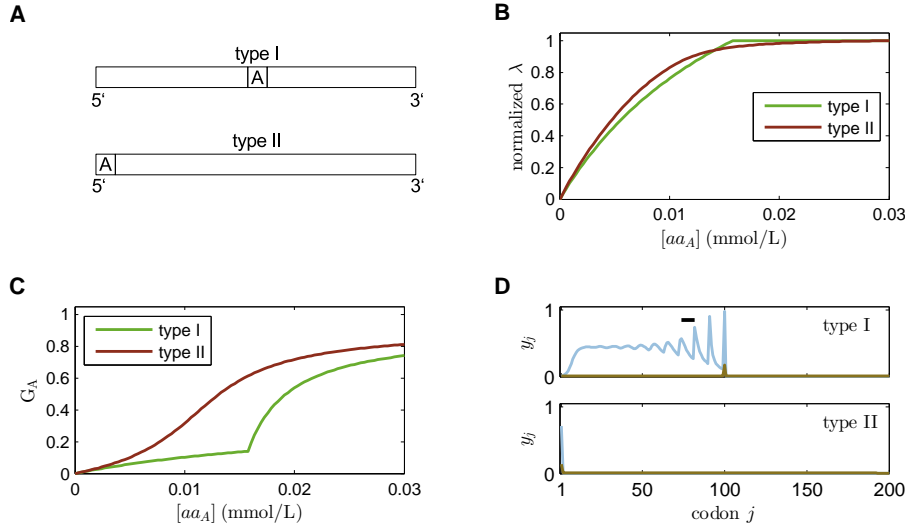 A
type I
A
5‘ 3‘
type II
A
5‘ 3‘
B
normalized λ
1
0.8
0.6
0.4
0.2
0
type I
type II
0 0.01 0.02 0.03
[aa_A] (mmol/L)
C
G_A
1
0.8
0.6
0.4
0.2
0
type I
type II
0 0.01 0.02 0.03
[aa_A] (mmol/L)
D
y_j
1
0
type I
y_j
1
0
type II
1 50 100 150 200
codon j